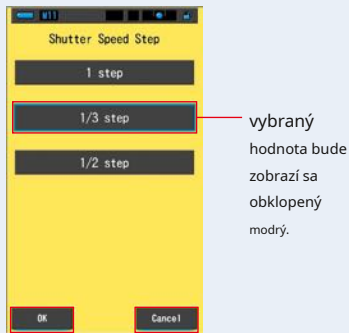 M11
Shutter Speed Step
1 step
1/3 step
1/2 step
OK
Cancel
vybraný
hodnota bude
zobrazí sa
obklopený
modrý.